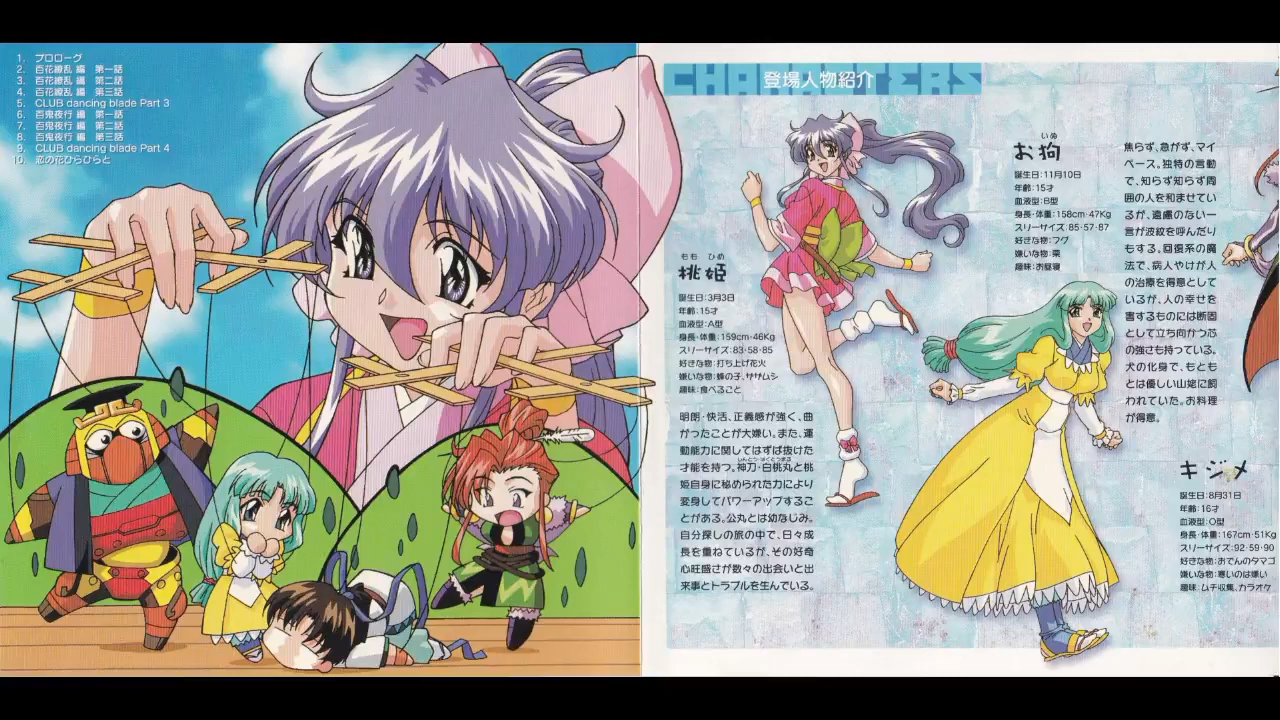 1. プロローグ
2. 百花繚乱 編 第一話
3. 百花繚乱 編 第二話
4. 百花繚乱 編 第三話
5. CLUB dancing blade Part 3
6. 百鬼夜行 編 第一話
7. 百鬼夜行 編 第二話
8. 百鬼夜行 編 第三話
9. CLUB dancing blade Part 4
10. 恋の花ひらひらと
CHARACTERS
登場人物紹介
もも ひめ
桃姫
誕生日:3月3日
年齢:15才
血液型:A型
身長・体重:159cm・46Kg
スリーサイズ:83・58・85
好きな物:打ち上げ花火
嫌いな物:蜂の子、ササムシ
趣味:食べること
明朗・快活、正義感が強く、曲
がったことが大嫌い。また、運
動能力に関してはずば抜けた
才能を持つ。神刀・白桃丸と桃
姫自身に秘められた力により
変身してパワーアップするこ
とがある。公丸とは幼なじみ。
自分探しの旅の中で、日々成
長を重ねているが、その好奇
心旺盛さが数々の出会いと出
来事とトラブルを生んでいる。
いぬ
お狗
誕生日:11月10日
年齢:15才
血液型:B型
身長・体重:158cm・47Kg
スリーサイズ:85・57・87
好きな物:フグ
嫌いな物:栗
趣味:お昼寝
焦らず、急がず、マイ
ペース。独特の言動
で、知らず知らず周
囲の人を和ませてい
るが、遠慮のない一
言が波紋を呼んだり
もする。回復系の魔
法で、病人やけが人
の治療を得意として
いるが、人の幸せを
害するものには断固
として立ち向かう芯
の強さも持っている。
犬の化身で、もとも
とは優しい山姥に飼
われていた。お料理
が得意。
キジメ
誕生日:8月31日
年齢:16才
血液型:O型
身長・体重:167cm・51Kg
スリーサイズ:92・59・90
好きな物:おでんのタマゴ
嫌いな物:寒いのは嫌い
趣味:ムチ収集、カラオケ